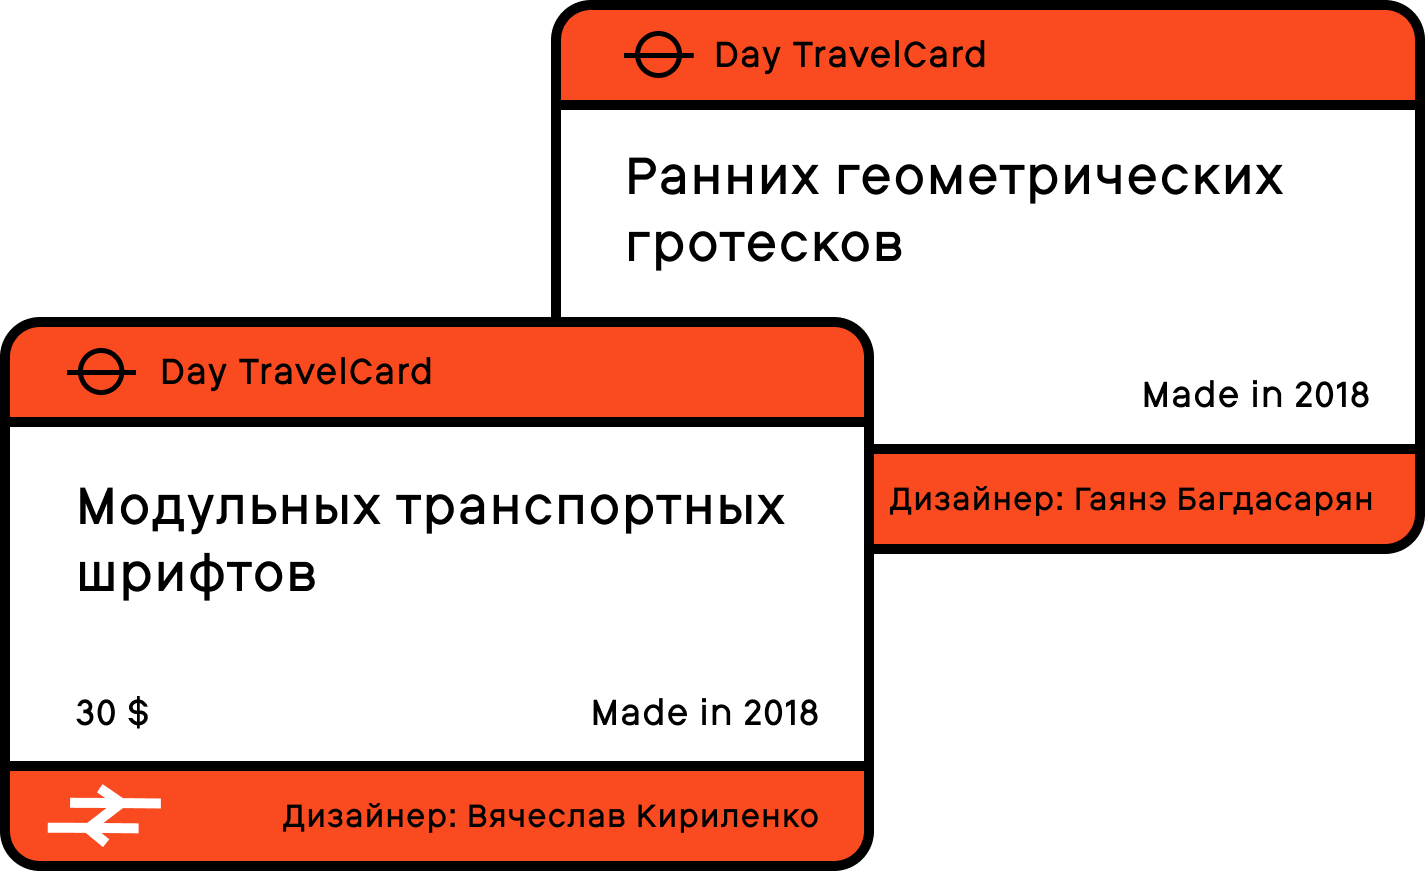 Day TravelCard
Ранних геометрических
гротесков
Made in 2018
Дизайнер: Гаянэ Багдасарян
Day TravelCard
Модульных транспортных
шрифтов
30 $
Made in 2018
Дизайнер: Вячеслав Кириленко